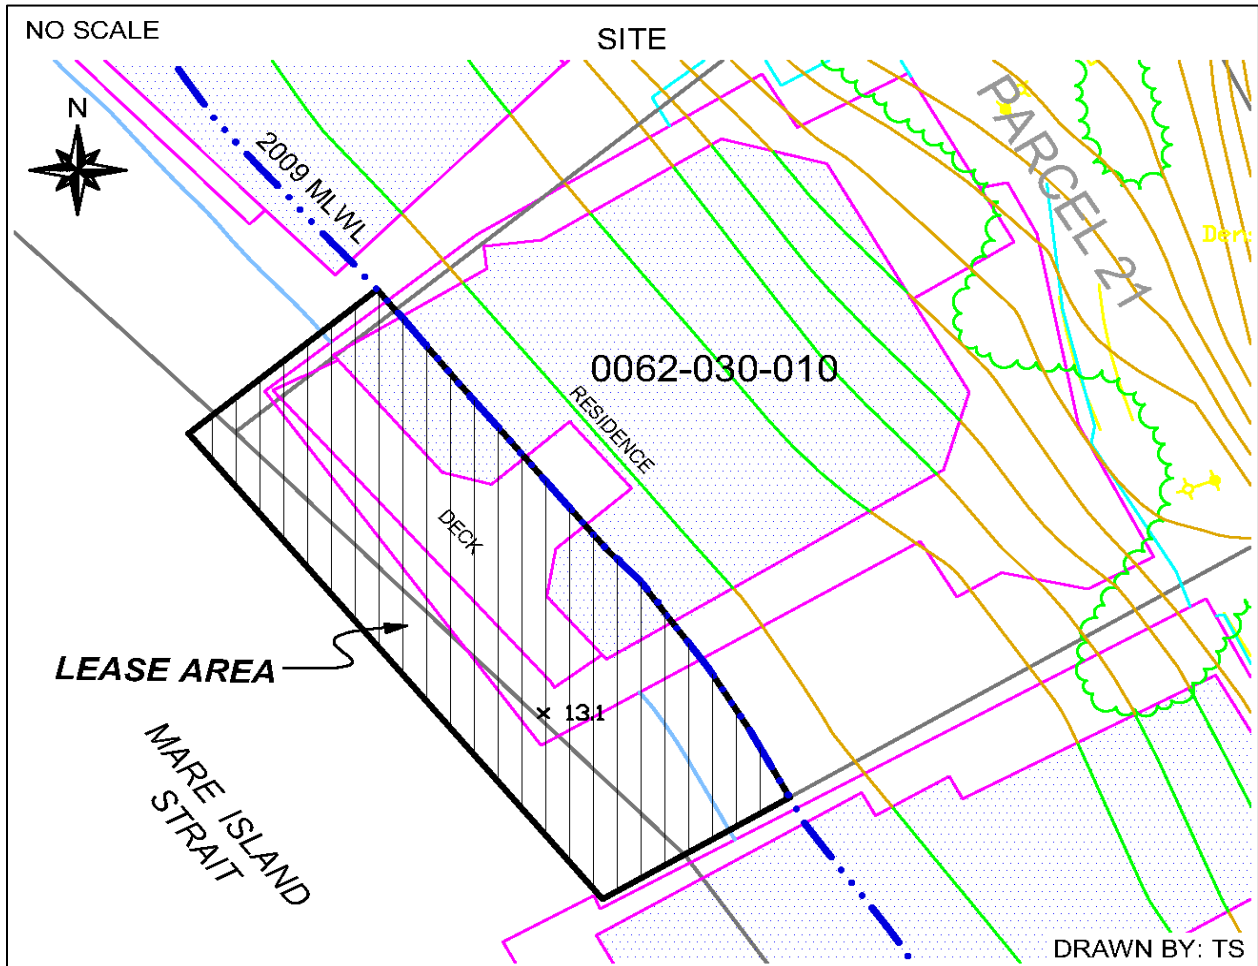 NO SCALE
SITE
N
2009 MLWL
PARCEL 21
0062-030-010
RESIDENCE
DECK
LEASE AREA
13.1
MARE ISLAND
STRAIT
DRAWN BY: TS